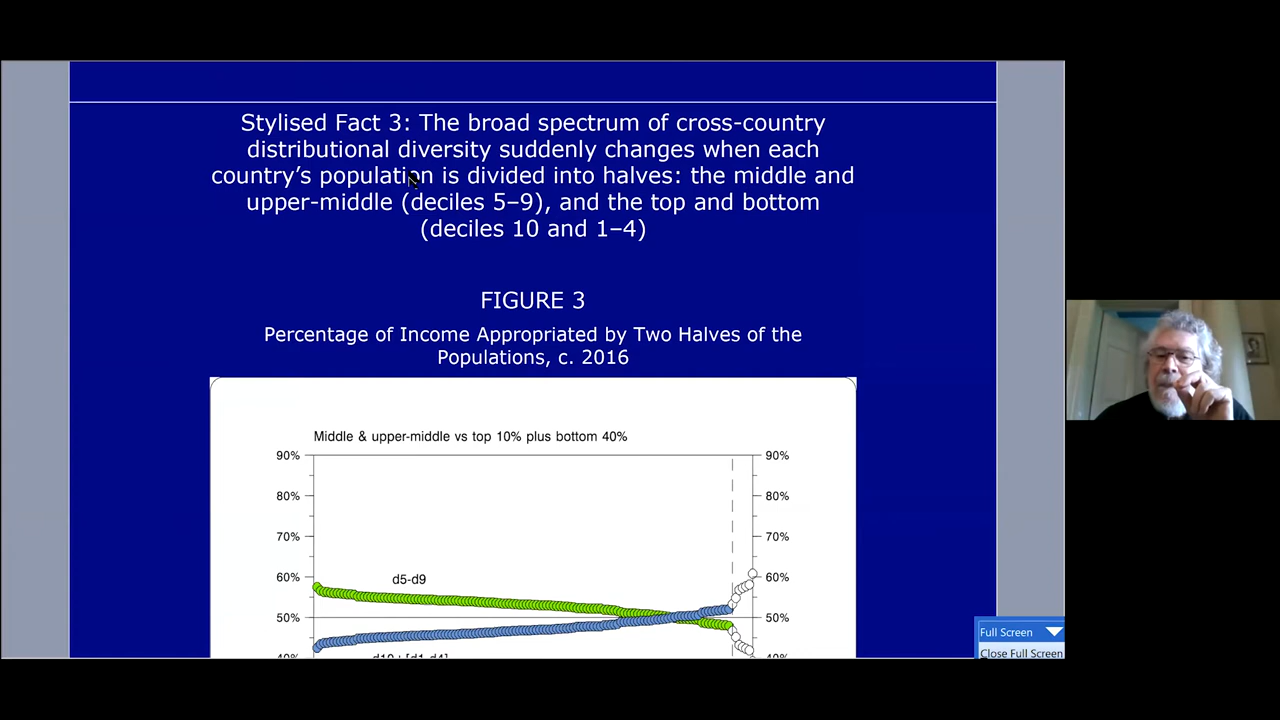 Stylised Fact 3: The broad spectrum of cross-country
distributional diversity suddenly changes when each
country’s population is divided into halves: the middle and
upper-middle (deciles 5–9), and the top and bottom
(deciles 10 and 1–4)
FIGURE 3
Percentage of Income Appropriated by Two Halves of the
Populations, c. 2016
Middle & upper-middle vs top 10% plus bottom 40%
90% 90%
80% 80%
70% 70%
d5-d9
60% 60%
50% 50%
40% 40%
d10+[d1-d4]
Full Screen
Close Full Screen